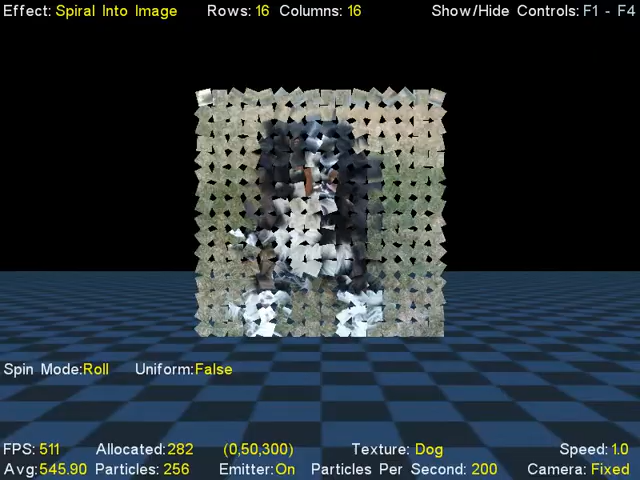 Effect: Spiral Into Image Rows: 16 Columns: 16 Show/Hide Controls: F1 - F4
Spin Mode:Roll Uniform:False
FPS: 511 Allocated: 282 (0,50,300) Texture: Dog Speed: 1.0
Avg:545.90 Particles: 256 Emitter:On Particles Per Second: 200 Camera: Fixed